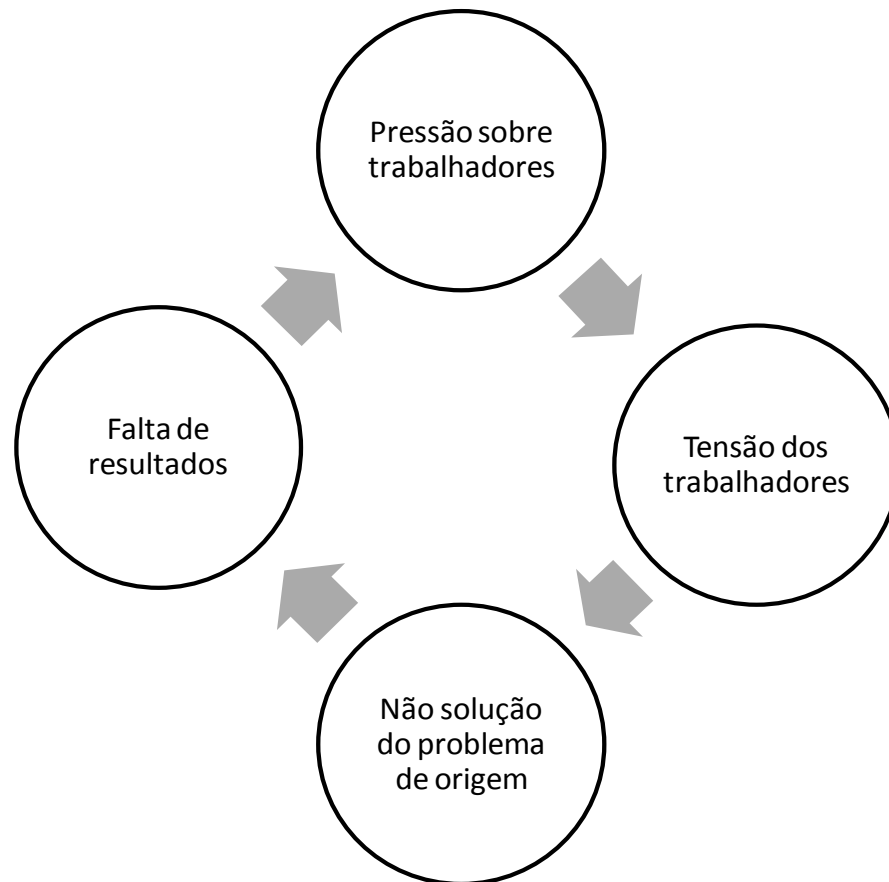 Pressão sobre
trabalhadores
Tensão dos
trabalhadores
Não solução
do problema
de origem
Falta de
resultados